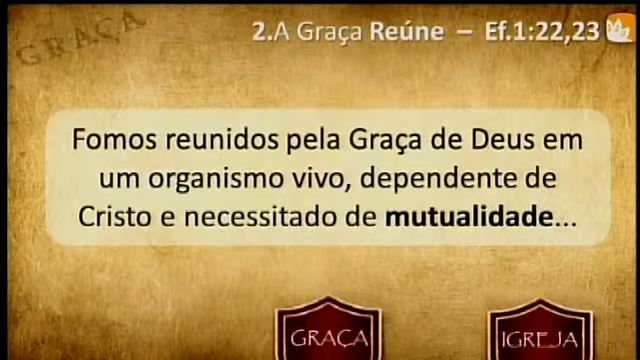 GRAÇA
2.A Graça Reúne – Ef.1:22,23
Fomos reunidos pela Graça de Deus em
um organismo vivo, dependente de
Cristo e necessitado de mutualidade...
GRAÇA
IGREJA